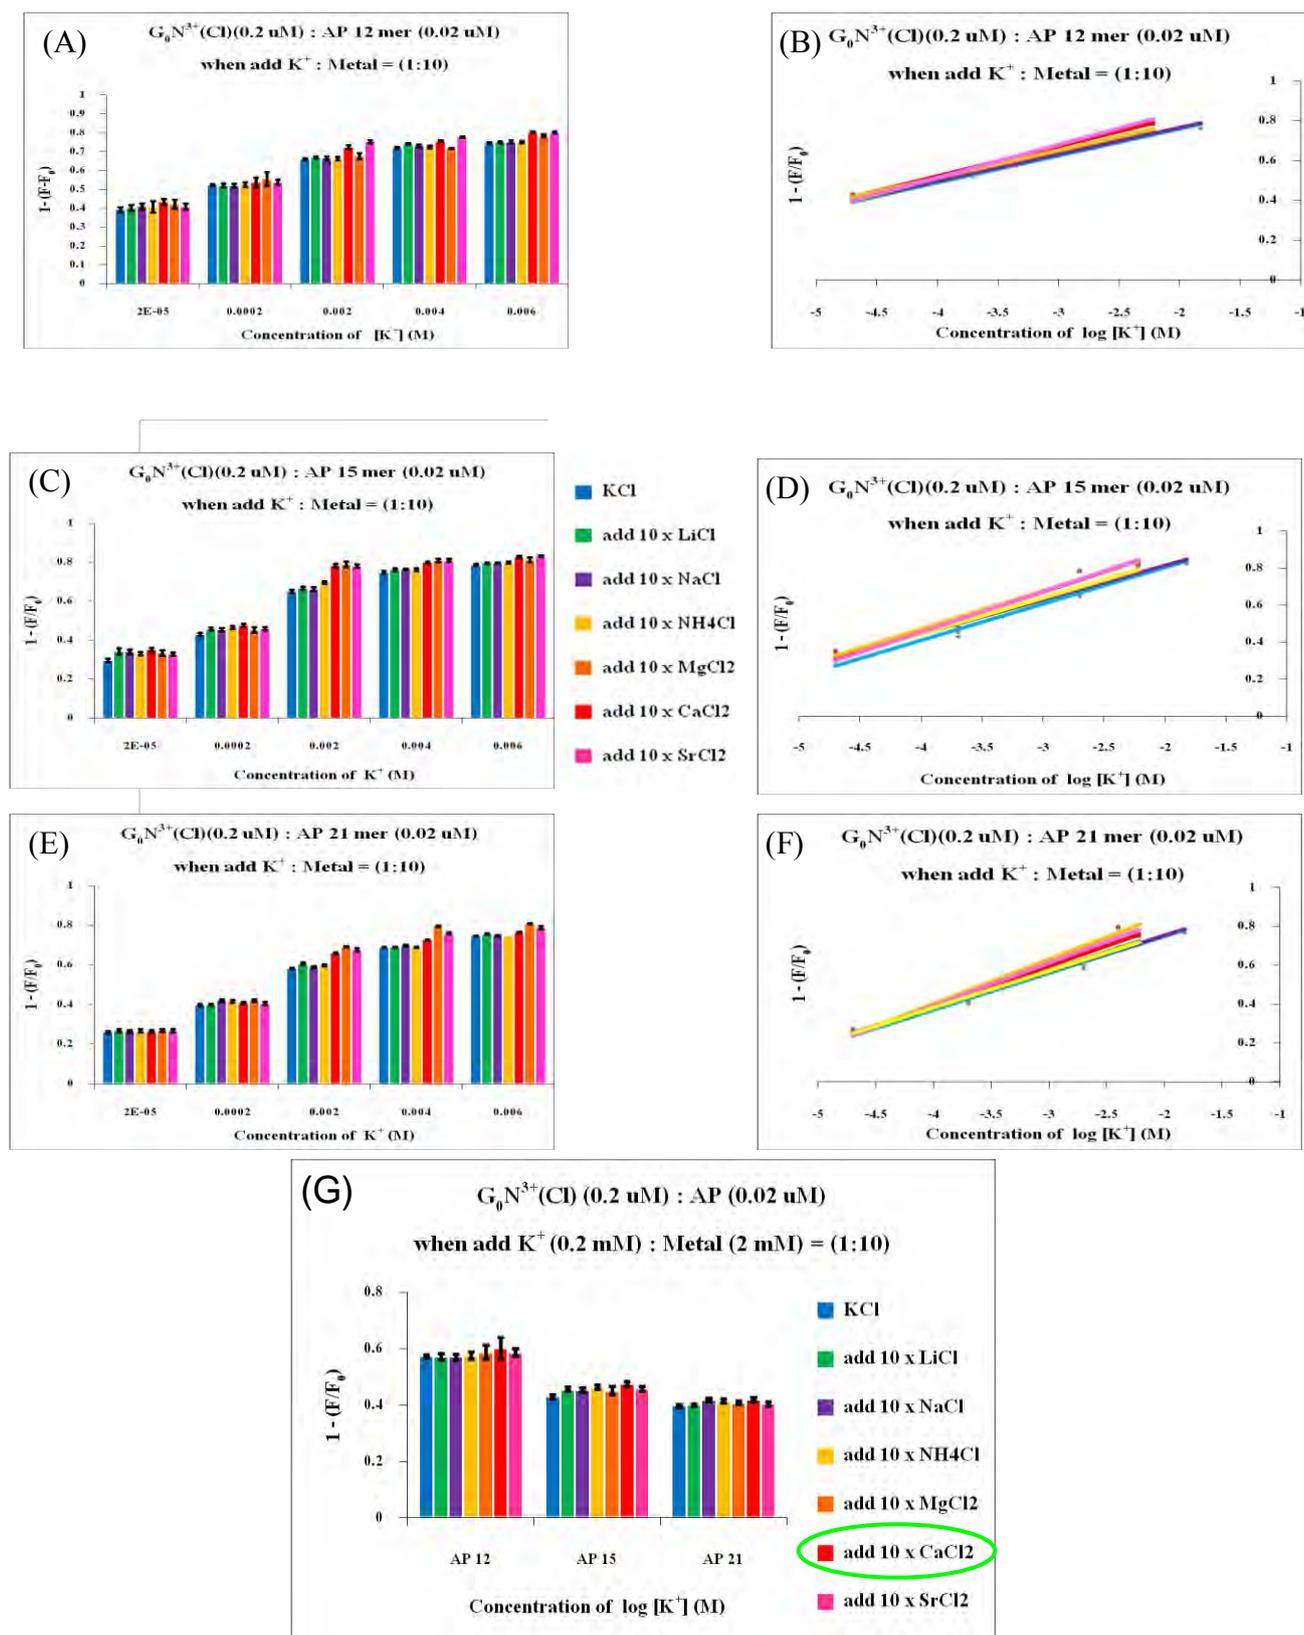 (A)
G₀N³⁺(Cl)(0.2 uM) : AP 12 mer (0.02 uM)
when add K⁺ : Metal = (1:10)
1
0.9
0.8
0.7
0.6
0.5
0.4
0.3
0.2
0.1
0
1- (F-F₀)
2E-05 0.0002 0.002 0.004 0.006
Concentration of [K⁺] (M)
(B)
G₀N³⁺(Cl)(0.2 uM) : AP 12 mer (0.02 uM)
when add K⁺ : Metal = (1:10)
1
0.8
0.6
0.4
0.2
0
1- (F/F₀)
-5 -4.5 -4 -3.5 -3 -2.5 -2 -1.5 -1
Concentration of log [K⁺] (M)
(C)
G₀N³⁺(Cl)(0.2 uM) : AP 15 mer (0.02 uM)
when add K⁺ : Metal = (1:10)
1
0.8
0.6
0.4
0.2
0
1 - (F/F₀)
2E-05 0.0002 0.002 0.004 0.006
Concentration of K⁺ (M)
KCl
add 10 x LiCl
add 10 x NaCl
add 10 x NH4Cl
add 10 x MgCl2
add 10 x CaCl2
add 10 x SrCl2
(D)
G₀N³⁺(Cl)(0.2 uM) : AP 15 mer (0.02 uM)
when add K⁺ : Metal = (1:10)
1
0.8
0.6
0.4
0.2
0
1- (F/F₀)
-5 -4.5 -4 -3.5 -3 -2.5 -2 -1.5 -1
Concentration of log [K⁺] (M)
(E)
G₀N³⁺(Cl)(0.2 uM) : AP 21 mer (0.02 uM)
when add K⁺ : Metal = (1:10)
1
0.8
0.6
0.4
0.2
0
1 - (F/F₀)
2E-05 0.0002 0.002 0.004 0.006
Concentration of K⁺ (M)
(F)
G₀N³⁺(Cl)(0.2 uM) : AP 21 mer (0.02 uM)
when add K⁺ : Metal = (1:10)
1
0.8
0.6
0.4
0.2
0
1 - (F/F₀)
-5 -4.5 -4 -3.5 -3 -2.5 -2 -1.5 -1
Concentration of log [K⁺] (M)
(G)
G₀N³⁺(Cl) (0.2 uM) : AP (0.02 uM)
when add K⁺ (0.2 mM) : Metal (2 mM) = (1:10)
0.8
0.6
0.4
0.2
0
1 - (F/F₀)
AP 12 AP 15 AP 21
Concentration of log [K⁺] (M)
KCl
add 10 x LiCl
add 10 x NaCl
add 10 x NH4Cl
add 10 x MgCl2
add 10 x CaCl2
add 10 x SrCl2